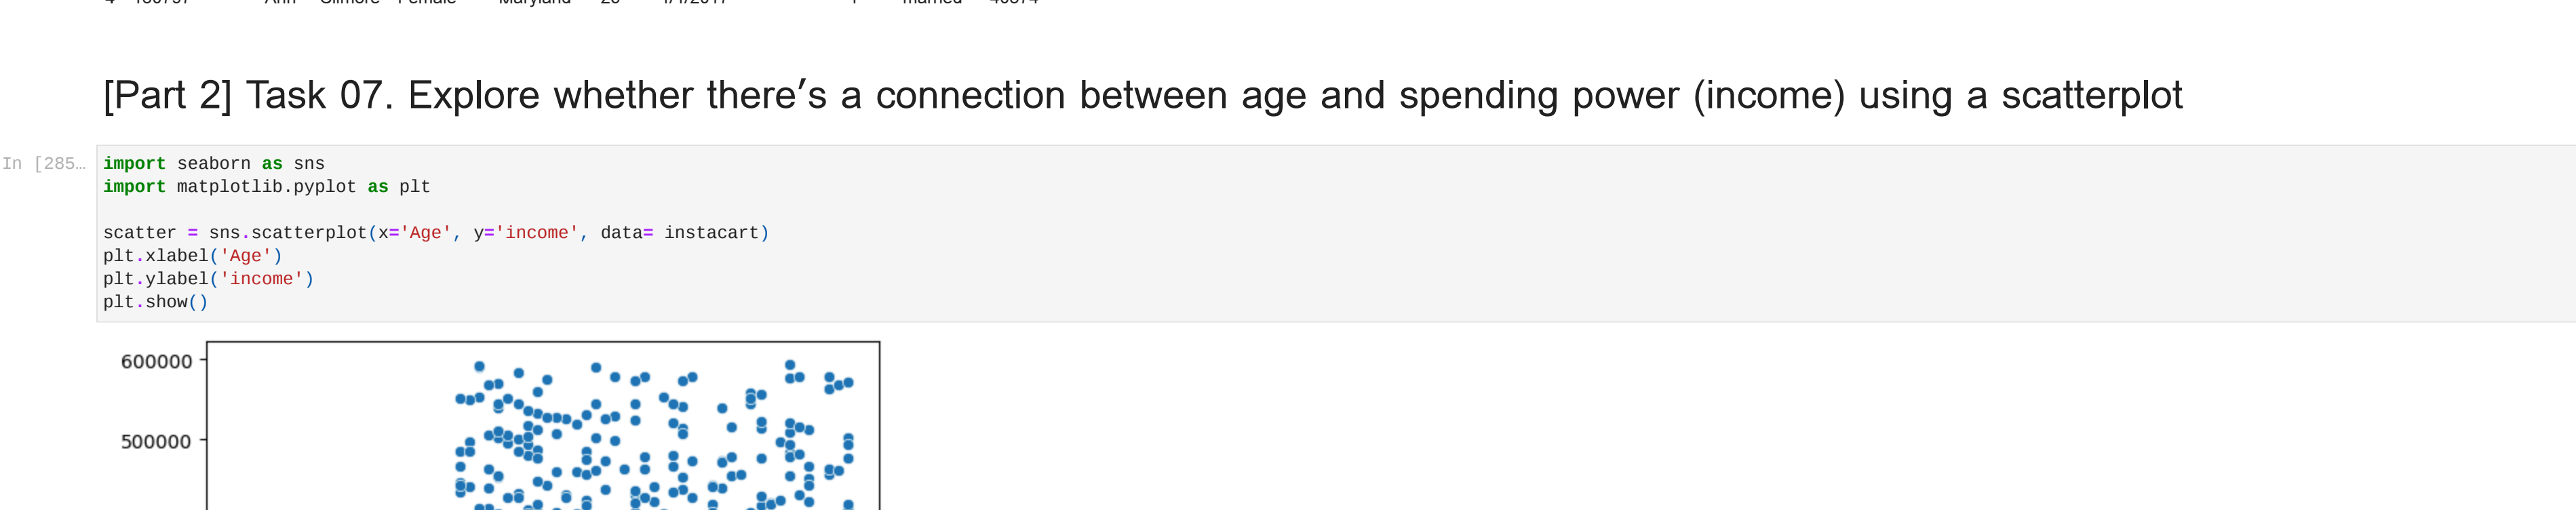 [Part 2] Task 07. Explore whether there's a connection between age and spending power (income) using a scatterplot
In [285…
import seaborn as sns
import matplotlib.pyplot as plt
scatter = sns.scatterplot(x='Age', y='income', data= instacart)
plt.xlabel('Age')
plt.ylabel('income')
plt.show()
600000
500000